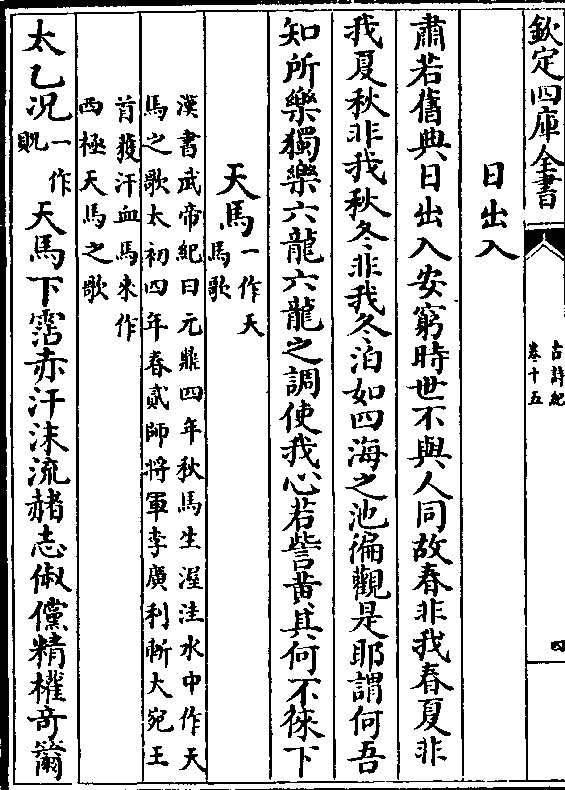 欽定四庫全書
古詩紀
卷十五
四
日出入
肅若舊典日出入安窮時世不與人同故春非我春夏非
我夏秋非我秋冬非我冬泊如四海之池徧觀是耶謂何吾
知所樂獨樂六龍六龍之調使我心若訾黃其何不徠下
天馬一作天
馬歌
漢書武帝紀曰元鼎四年秋馬生渥洼水中作天
馬之歌太初四年春貳師將軍李廣利斬大宛王
首獲汗血馬來作
西極天馬之歌
太乙况一作
貺天馬下霑赤汗沫流赭志俶儻精權奇籋